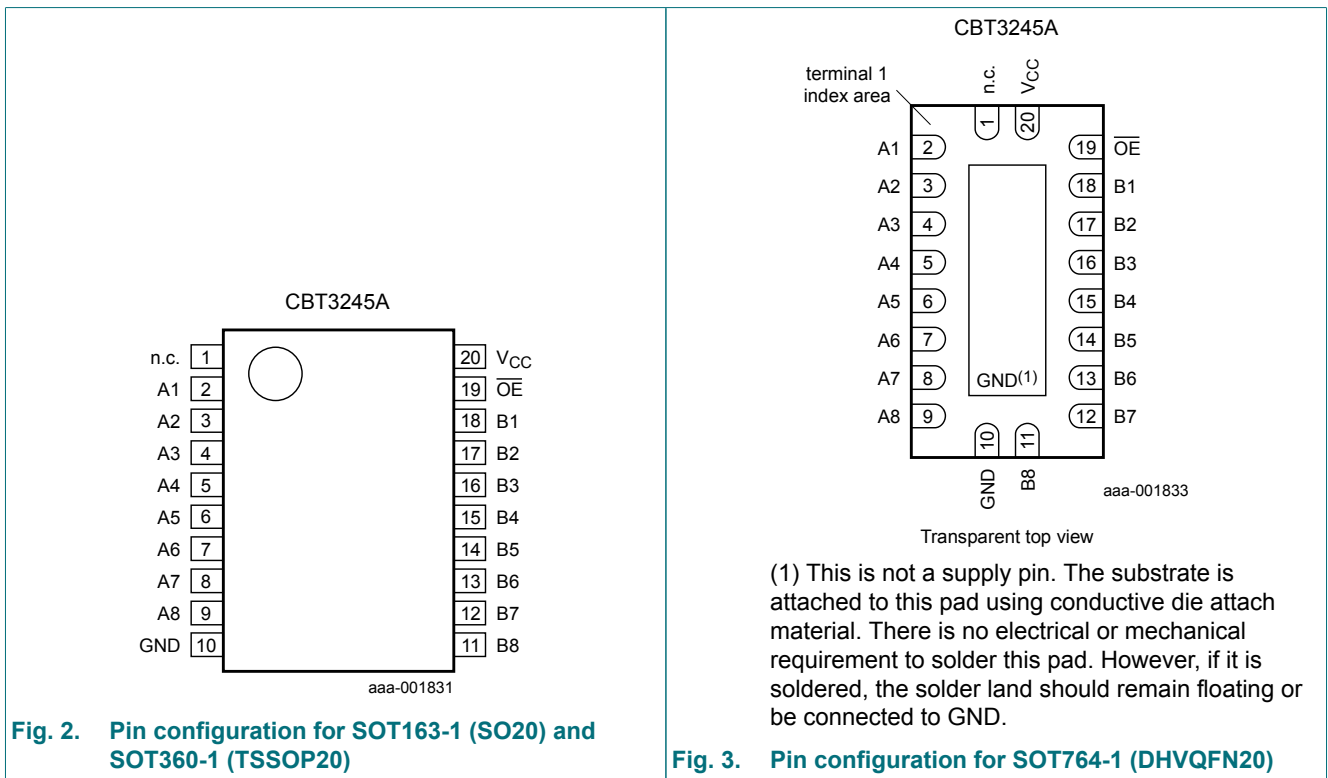 CBT3245A
n.c. 1
A1 2
A2 3
A3 4
A4 5
A5 6
A6 7
A7 8
A8 9
GND 10
20 VCC
19 O̅E̅
18 B1
17 B2
16 B3
15 B4
14 B5
13 B6
12 B7
11 B8
aaa-001831
Fig. 2. Pin configuration for SOT163-1 (SO20) and
SOT360-1 (TSSOP20)
CBT3245A
terminal 1
index area
n.c.
VCC
1
20
A1 2
A2 3
A3 4
A4 5
A5 6
A6 7
A7 8
A8 9
19 O̅E̅
18 B1
17 B2
16 B3
15 B4
14 B5
13 B6
12 B7
GND(1)
10
11
GND
B8
aaa-001833
Transparent top view
(1) This is not a supply pin. The substrate is
attached to this pad using conductive die attach
material. There is no electrical or mechanical
requirement to solder this pad. However, if it is
soldered, the solder land should remain floating or
be connected to GND.
Fig. 3. Pin configuration for SOT764-1 (DHVQFN20)